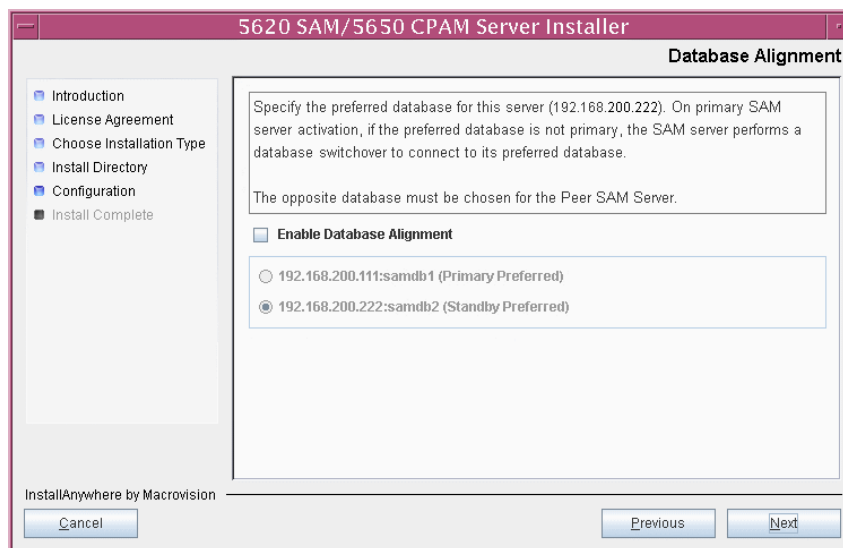 5620 SAM/5650 CPAM Server Installer
Database Alignment
Introduction
License Agreement
Choose Installation Type
Install Directory
Configuration
Install Complete
Specify the preferred database for this server (192.168.200.222). On primary SAM
server activation, if the preferred database is not primary, the SAM server performs a
database switchover to connect to its preferred database.
The opposite database must be chosen for the Peer SAM Server.
Enable Database Alignment
192.168.200.111:samdb1 (Primary Preferred)
192.168.200.222:samdb2 (Standby Preferred)
InstallAnywhere by Macrovision
Cancel
Previous
Next